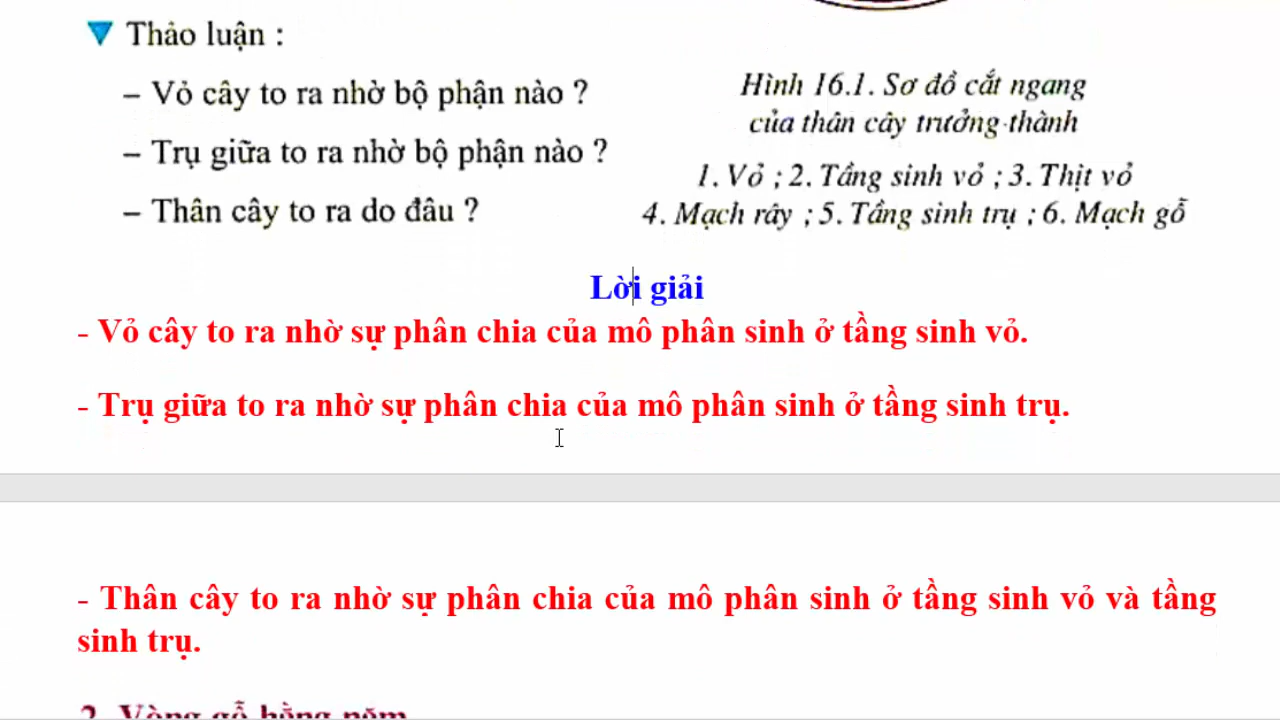 Thảo luận :
– Vỏ cây to ra nhờ bộ phận nào ?
– Trụ giữa to ra nhờ bộ phận nào ?
– Thân cây to ra do đâu ?
Hình 16.1. Sơ đồ cắt ngang
của thân cây trưởng thành
1. Vỏ ; 2. Tầng sinh vỏ ; 3. Thịt vỏ
4. Mạch rây ; 5. Tầng sinh trụ ; 6. Mạch gỗ
Lời giải
- Vỏ cây to ra nhờ sự phân chia của mô phân sinh ở tầng sinh vỏ.
- Trụ giữa to ra nhờ sự phân chia của mô phân sinh ở tầng sinh trụ.
- Thân cây to ra nhờ sự phân chia của mô phân sinh ở tầng sinh vỏ và tầng
sinh trụ.
2. Vòng gỗ hằng năm